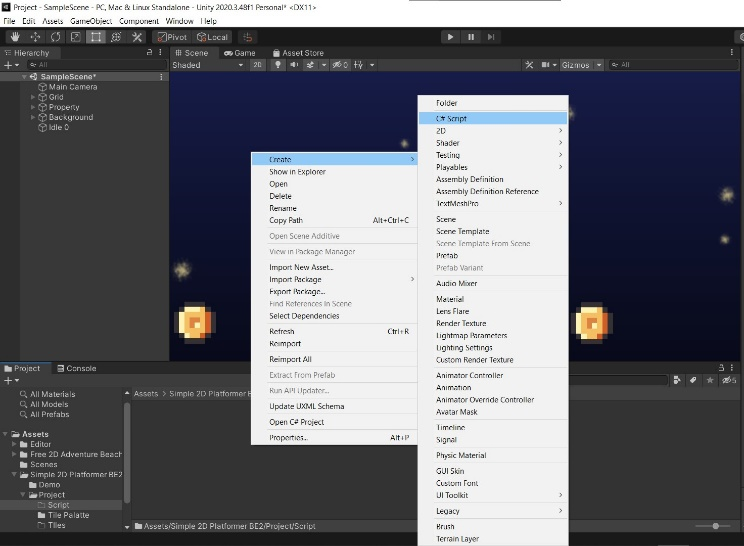 Project - SampleScene - PC, Mac & Linux Standalone - Unity 2020.3.48f1 Personal* <DX11>
File Edit Assets GameObject Component Window Help
Pivot Local
Hierarchy
All
SampleScene*
Main Camera
Grid
Property
Background
Idle 0
Scene Game Asset Store
Shaded 2D 0 Gizmos All
Create
Show in Explorer
Open
Delete
Rename
Copy Path Alt+Ctrl+C
Open Scene Additive
View in Package Manager
Import New Asset...
Import Package
Export Package...
Find References In Scene
Select Dependencies
Refresh Ctrl+R
Reimport
Reimport All
Extract From Prefab
Run API Updater...
Update UXML Schema
Open C# Project
Properties... Alt+P
Folder
C# Script
2D
Shader
Testing
Playables
Assembly Definition
Assembly Definition Reference
TextMeshPro
Scene
Scene Template
Scene Template From Scene
Prefab
Prefab Variant
Audio Mixer
Material
Lens Flare
Render Texture
Lightmap Parameters
Lighting Settings
Custom Render Texture
Animator Controller
Animation
Animator Override Controller
Avatar Mask
Timeline
Signal
Physic Material
GUI Skin
Custom Font
UI Toolkit
Legacy
Brush
Terrain Layer
Project Console
5
All Materials
All Models
All Prefabs
Assets
Editor
Free 2D Adventure Beach
Scenes
Simple 2D Platformer BE2
Demo
Project
Script
Tile Palatte
TIles
Assets > Simple 2D Platformer E
Assets/Simple 2D Platformer BE2/Project/Script